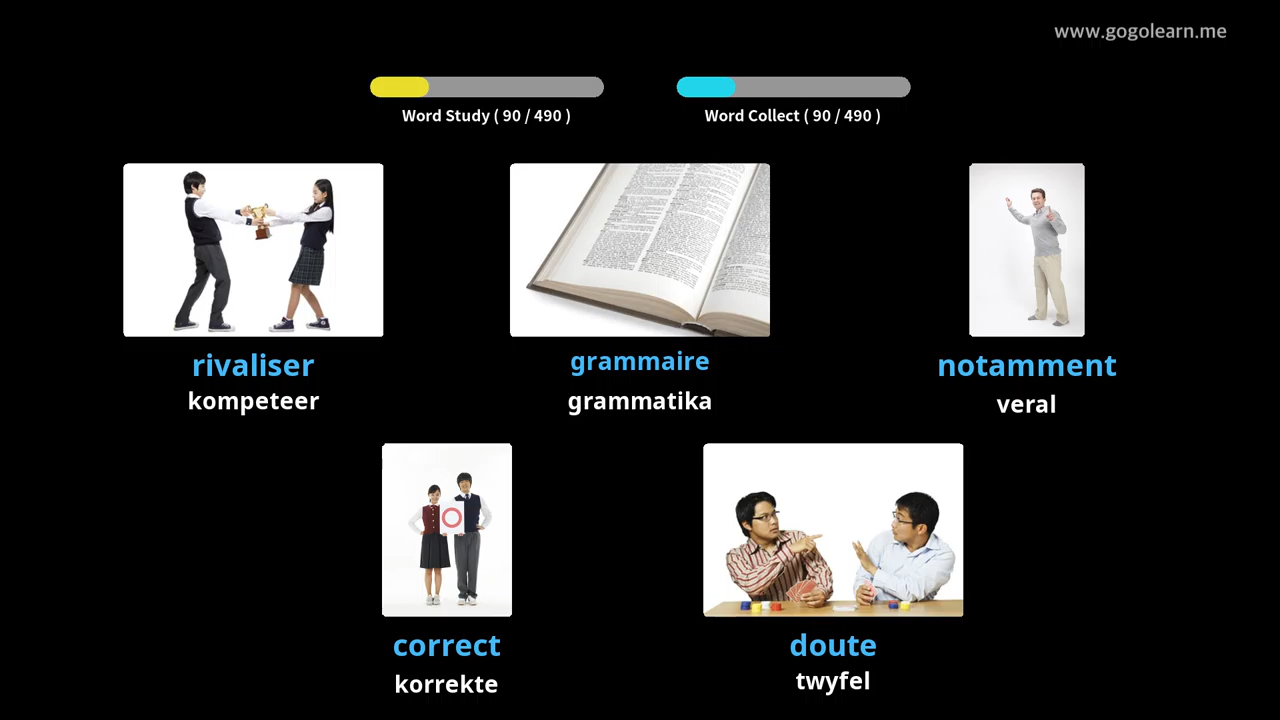 www.gogolearn.me
Word Study ( 90 / 490 )
Word Collect ( 90 / 490 )
rivaliser
kompeteer
grammaire
grammatika
notamment
veral
correct
korrekte
doute
twyfel